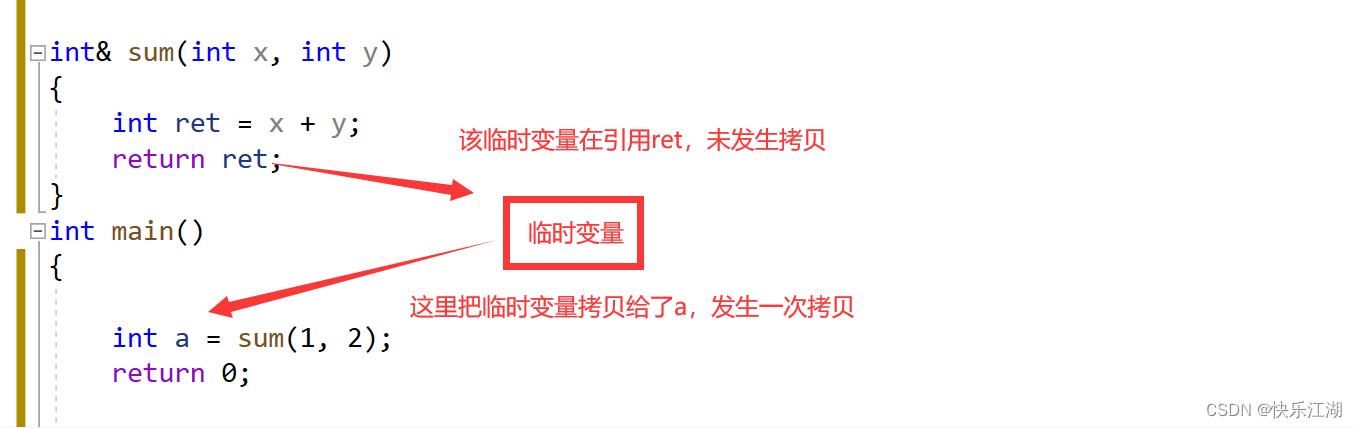 int& sum(int x, int y)
{
int ret = x + y;
该临时变量在引用ret，未发生拷贝
return ret;
}
临时变量
int main()
{
这里把临时变量拷贝给了a，发生一次拷贝
int a = sum(1, 2);
return 0;
CSDN @快乐江湖